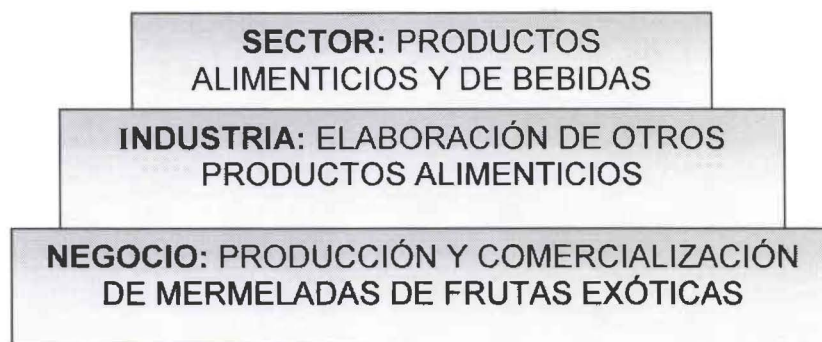 SECTOR: PRODUCTOS
ALIMENTICIOS Y DE BEBIDAS
INDUSTRIA: ELABORACIÓN DE OTROS
PRODUCTOS ALIMENTICIOS
NEGOCIO: PRODUCCIÓN Y COMERCIALIZACIÓN
DE MERMELADAS DE FRUTAS EXÓTICAS